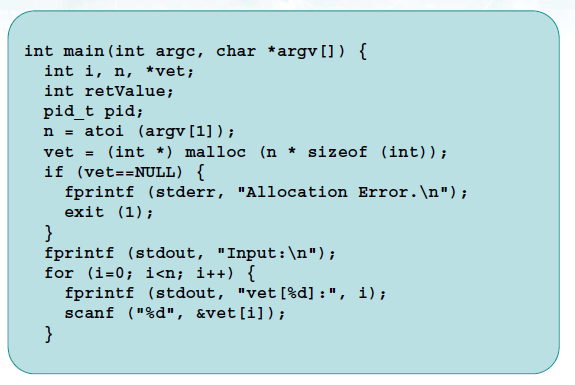 int main(int argc, char *argv[]) {
  int i, n, *vet;
  int retValue;
  pid_t pid;
  n = atoi (argv[1]);
  vet = (int *) malloc (n * sizeof (int));
  if (vet==NULL) {
    fprintf (stderr, "Allocation Error.\n");
    exit (1);
  }
  fprintf (stdout, "Input:\n");
  for (i=0; i<n; i++) {
    fprintf (stdout, "vet[%d]:", i);
    scanf ("%d", &vet[i]);
  }